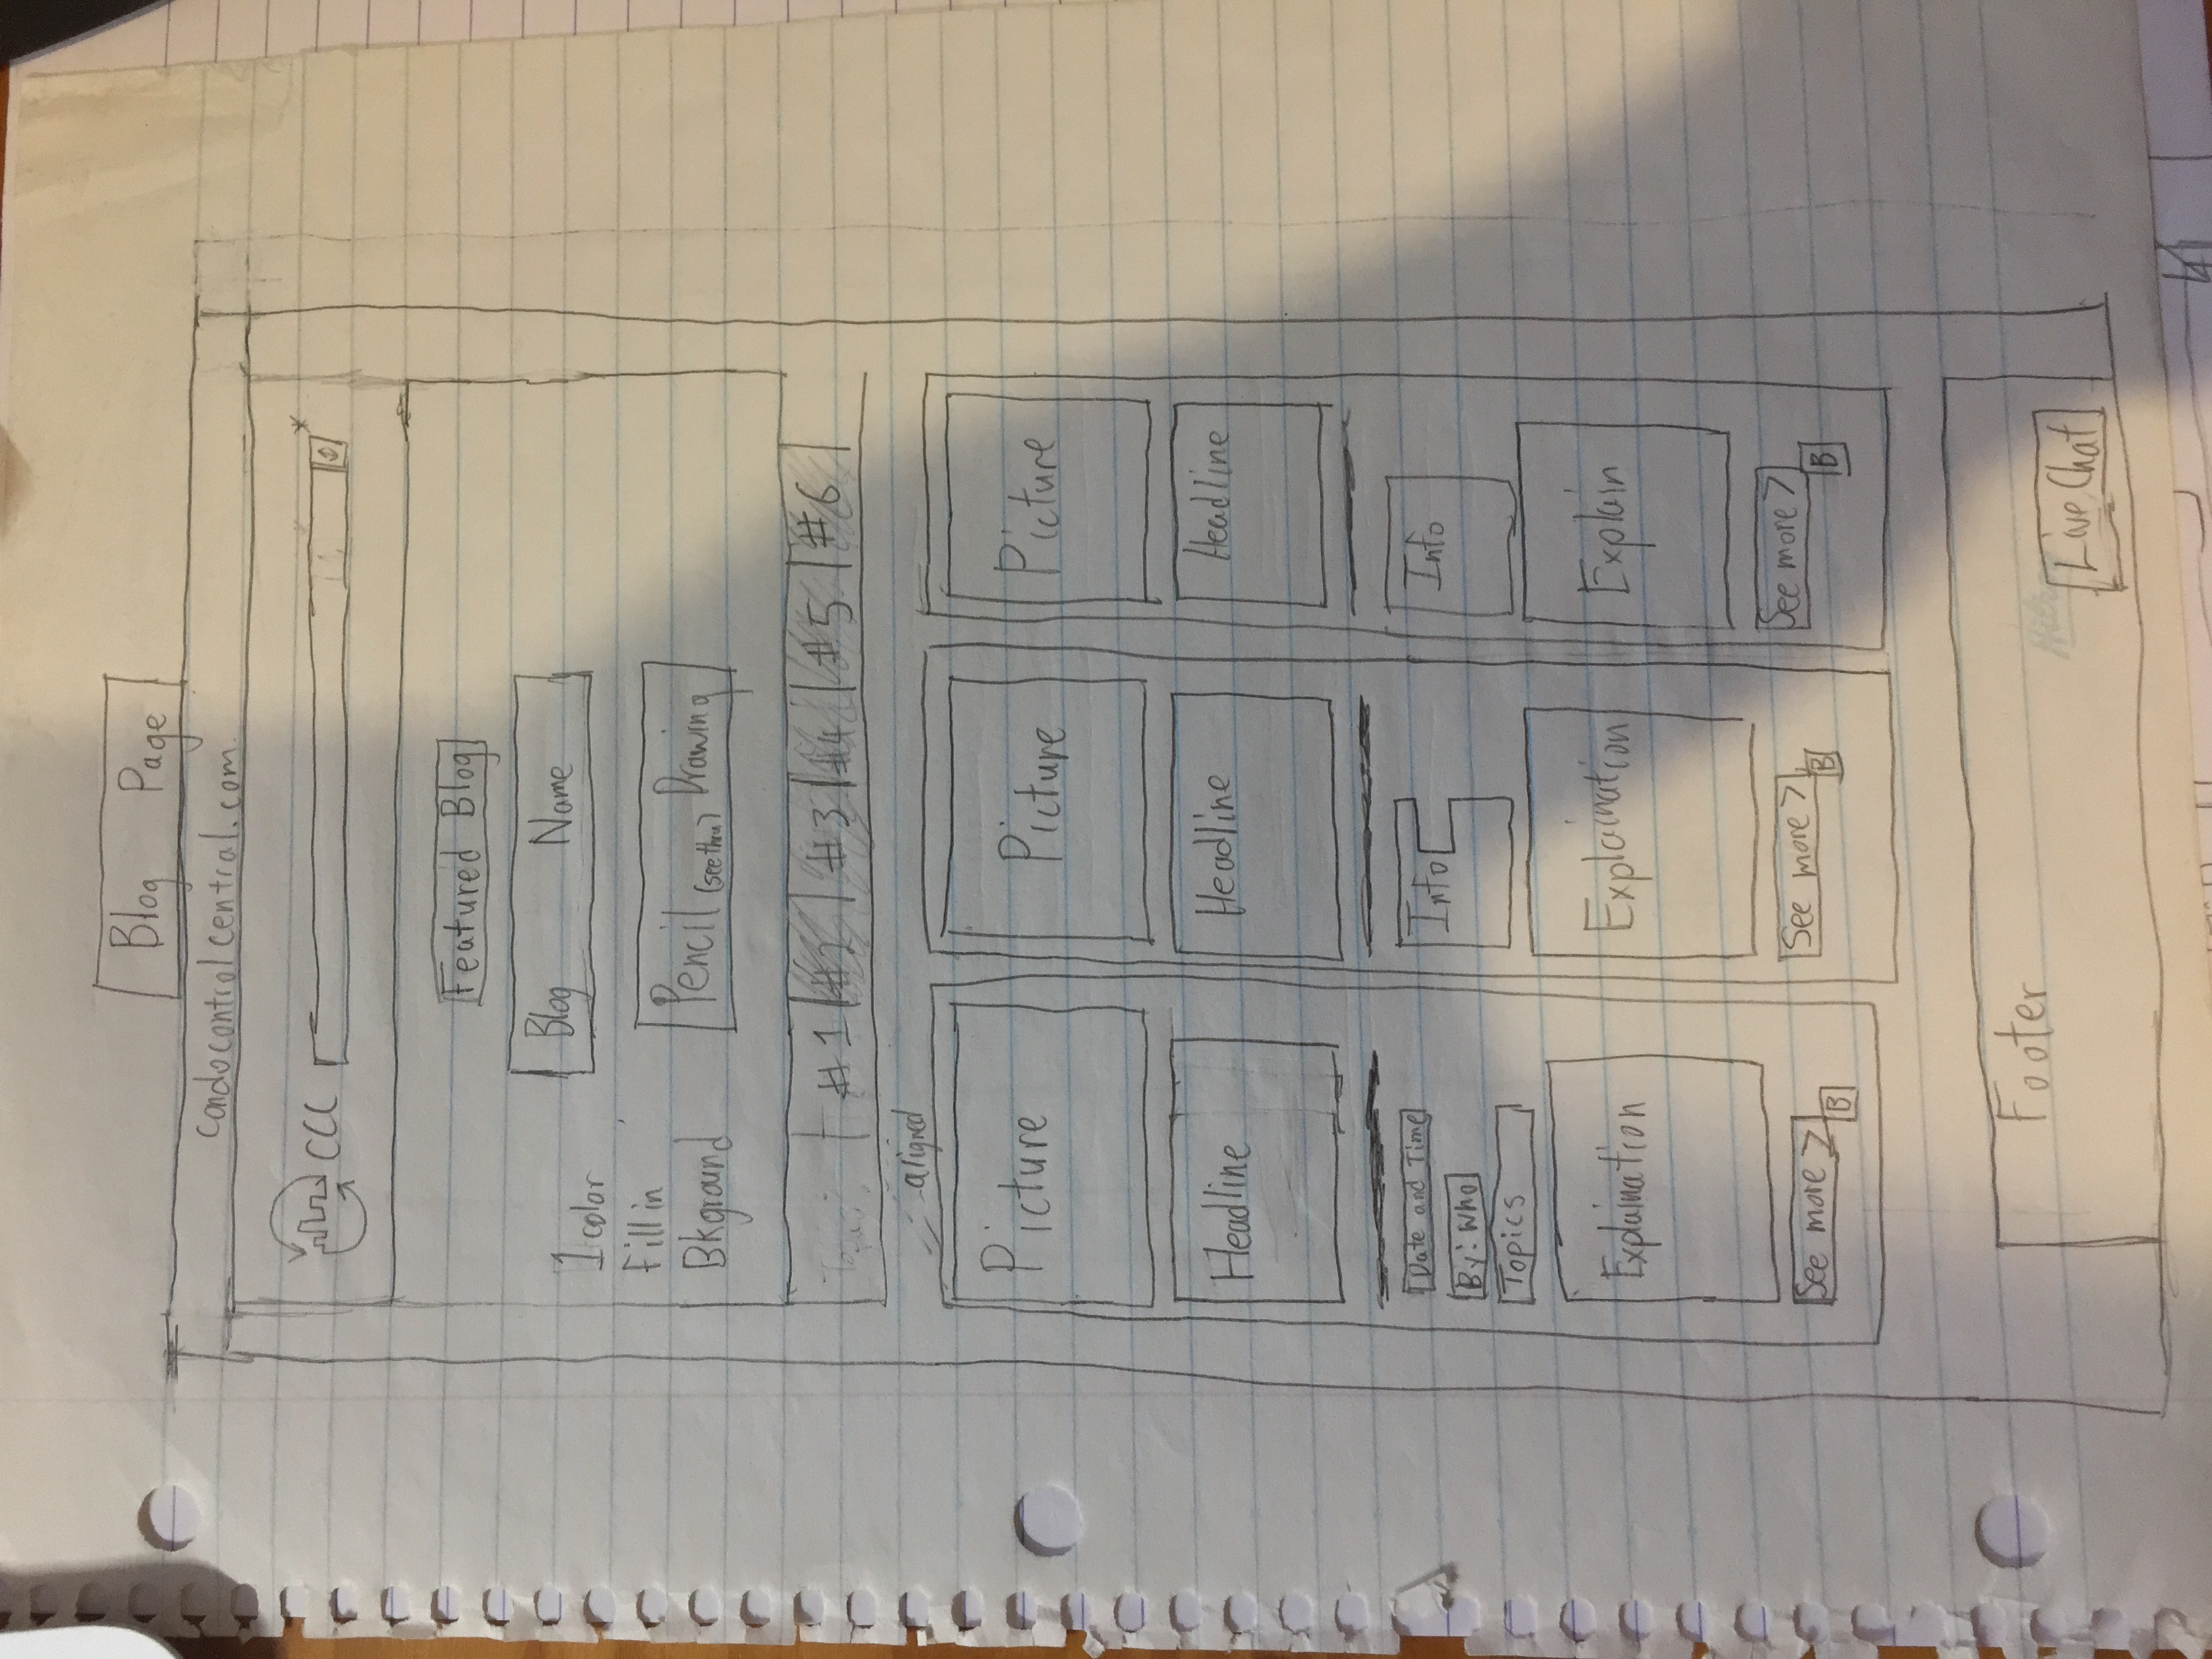 Blog Page
condocontrolcentral.com
CCC
Featured Blog
Blog Name
1 color
Fill in
Bkground
Pencil (see thru) Drawing
#1 #2 #3 #4 #5 #6
aligned
Picture Picture Picture
Headline Headline Headline
Date and Time
By: Who
Topics
Info Info
Explaination Explaination Explain
See more > See more > See more >
B B B
Footer
Live Chat